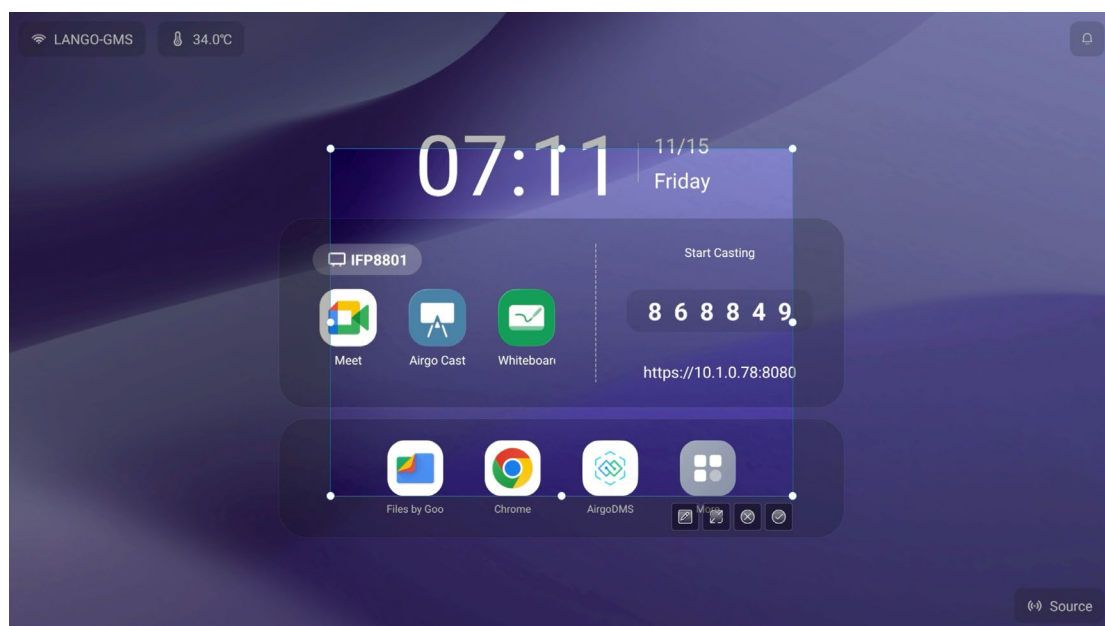 LANGO-GMS
34.0℃
07:11
11/15
Friday
IFP8801
Start Casting
868849
https://10.1.0.78:8080
Meet
Airgo Cast
Whiteboar
Files by Goo
Chrome
AirgoDMS
More
Source